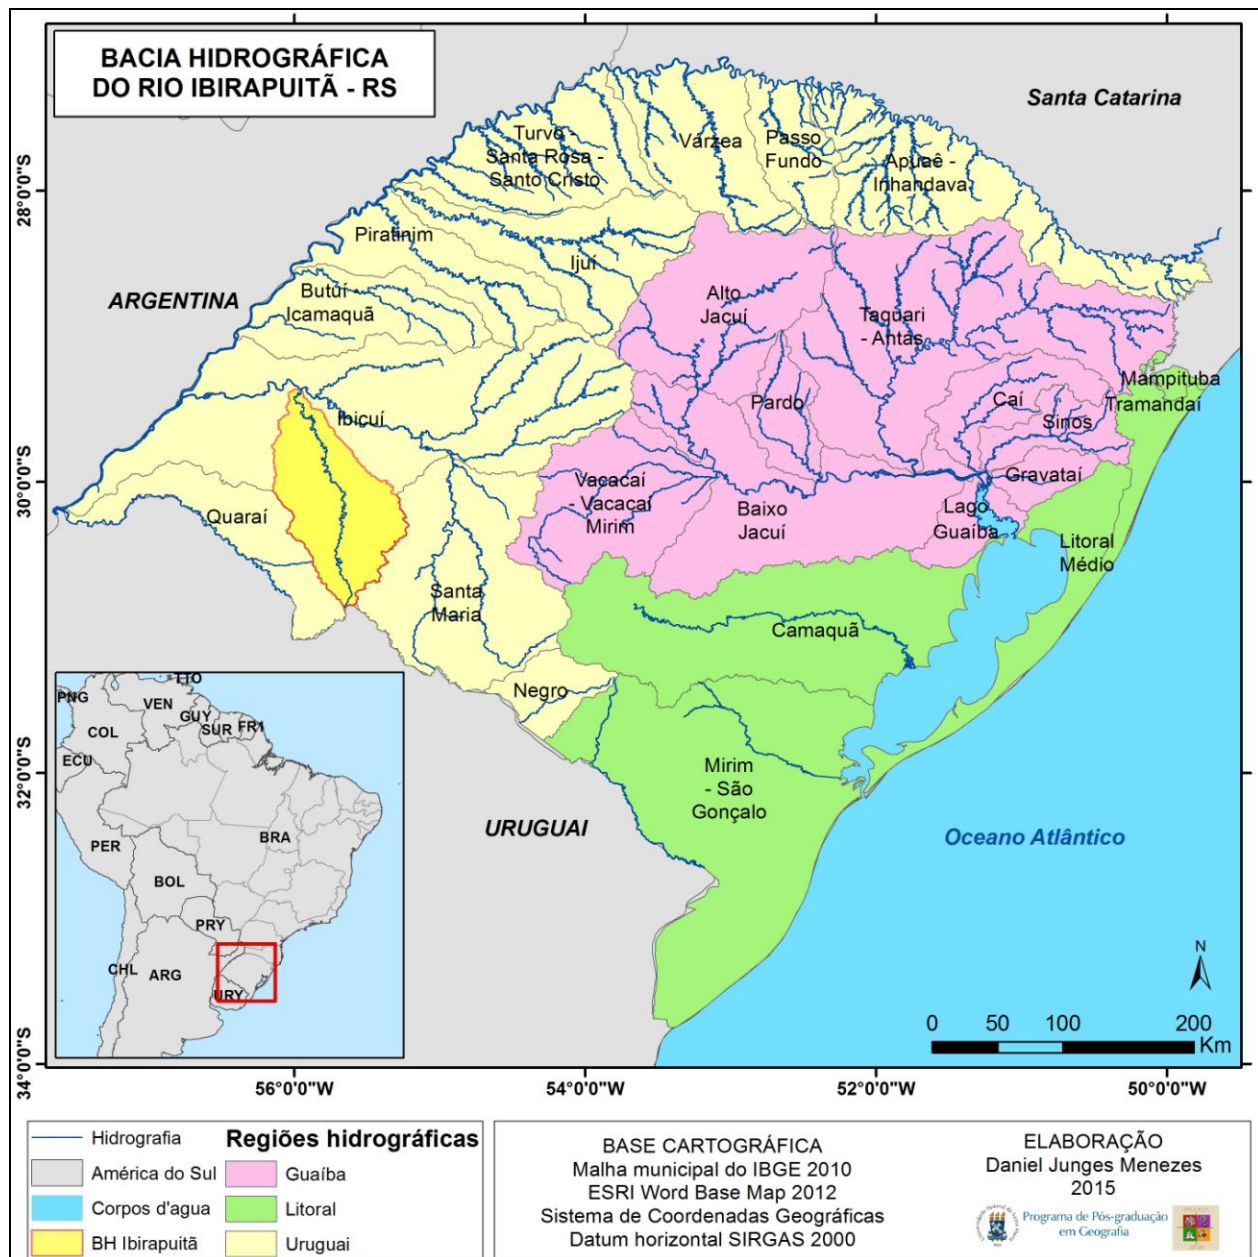 BACIA HIDROGRÁFICA
DO RIO IBIRAPUITÃ - RS
Santa Catarina
Turvo -
Santa Rosa -
Santo Cristo
Várzea
Passo
Fundo
Apuaê -
Inhandava
28°0'0"S
Piratinim
Ijuí
ARGENTINA
Butuí -
Icamaquã
Alto
Jacuí
Taquari
- Antas
Mampituba
Tramandaí
Caí
Sinos
Pardo
Ibicuí
30°0'0"S
Gravataí
Vacacaí
- Vacacaí
Mirim
Baixo
Jacuí
Lago
Guaíba
Quaraí
Litoral
Médio
Santa
Maria
Camaquã
Negro
32°0'0"S
Mirim
- São
Gonçalo
URUGUAI
Oceano Atlântico
TTO
PNG
VEN
GUY
COL
SUR
FR1
ECU
BRA
PER
BOL
PRY
CHL
ARG
URY
N
0 50 100 200
Km
34°0'0"S
56°0'0"W 54°0'0"W 52°0'0"W 50°0'0"W
Hidrografia
América do Sul
Corpos d'agua
BH Ibirapuitã
Regiões hidrográficas
Guaíba
Litoral
Uruguai
BASE CARTOGRÁFICA
Malha municipal do IBGE 2010
ESRI Word Base Map 2012
Sistema de Coordenadas Geográficas
Datum horizontal SIRGAS 2000
ELABORAÇÃO
Daniel Junges Menezes
2015
Programa de Pós-graduação
em Geografia